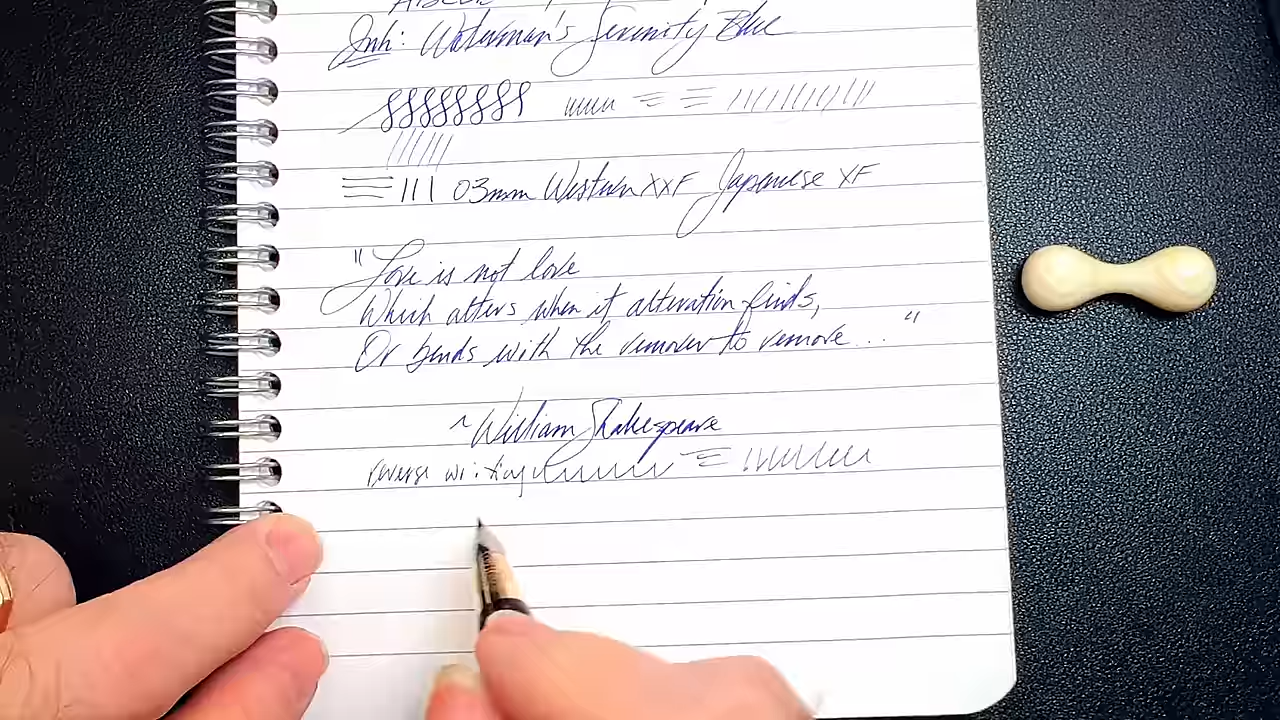 Ink: Waterman's Serenity Blue
03mm Western XXF Japanese XF
"Love is not love
Which alters when it alteration finds,
Or bends with the remover to remove..."
~William Shakespeare
reverse writing